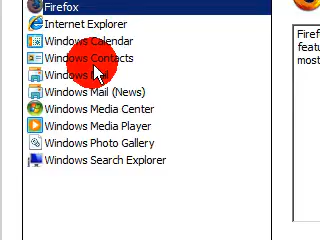 Firefox
Internet Explorer
Windows Calendar
Windows Contacts
Windows
Windows Mail (News)
Windows Media Center
Windows Media Player
Windows Photo Gallery
Windows Search Explorer
Firef
featu
most